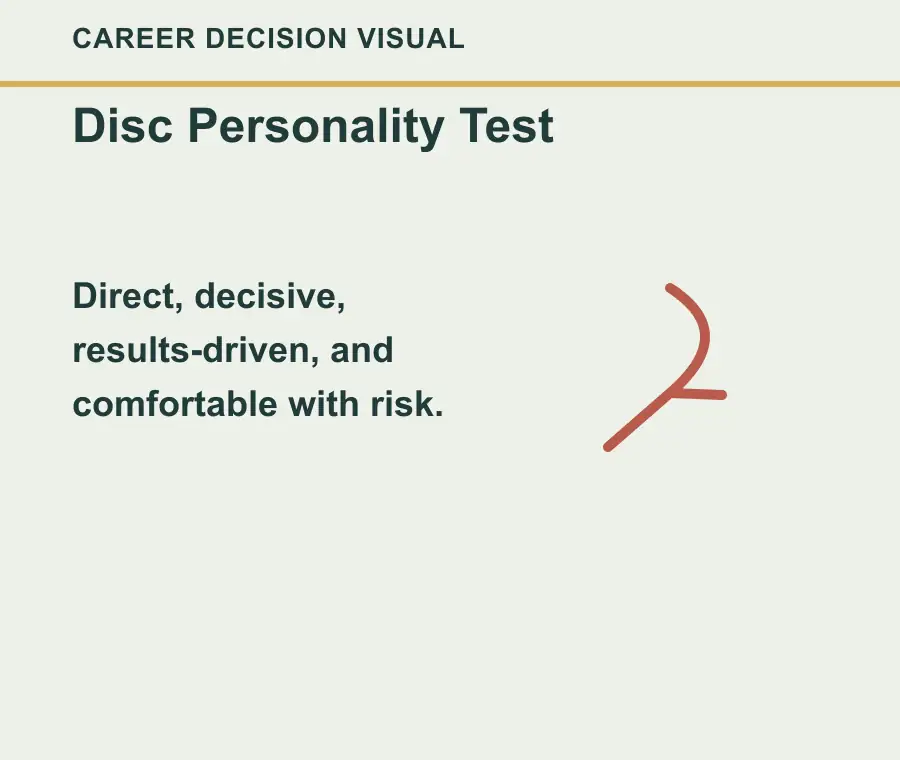 CAREER DECISION VISUAL
Disc Personality Test
Direct, decisive,
results-driven, and
comfortable with risk.